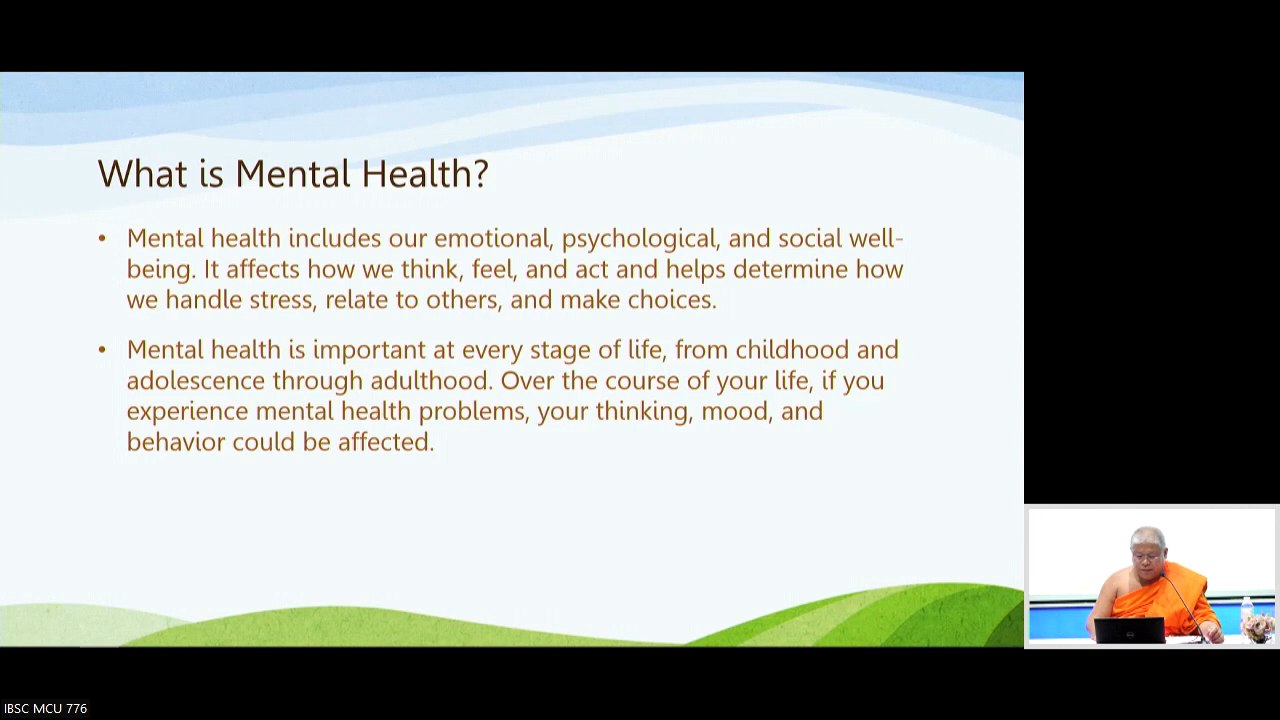 What is Mental Health?
• Mental health includes our emotional, psychological, and social well-
being. It affects how we think, feel, and act and helps determine how
we handle stress, relate to others, and make choices.
• Mental health is important at every stage of life, from childhood and
adolescence through adulthood. Over the course of your life, if you
experience mental health problems, your thinking, mood, and
behavior could be affected.
IBSC MCU 776